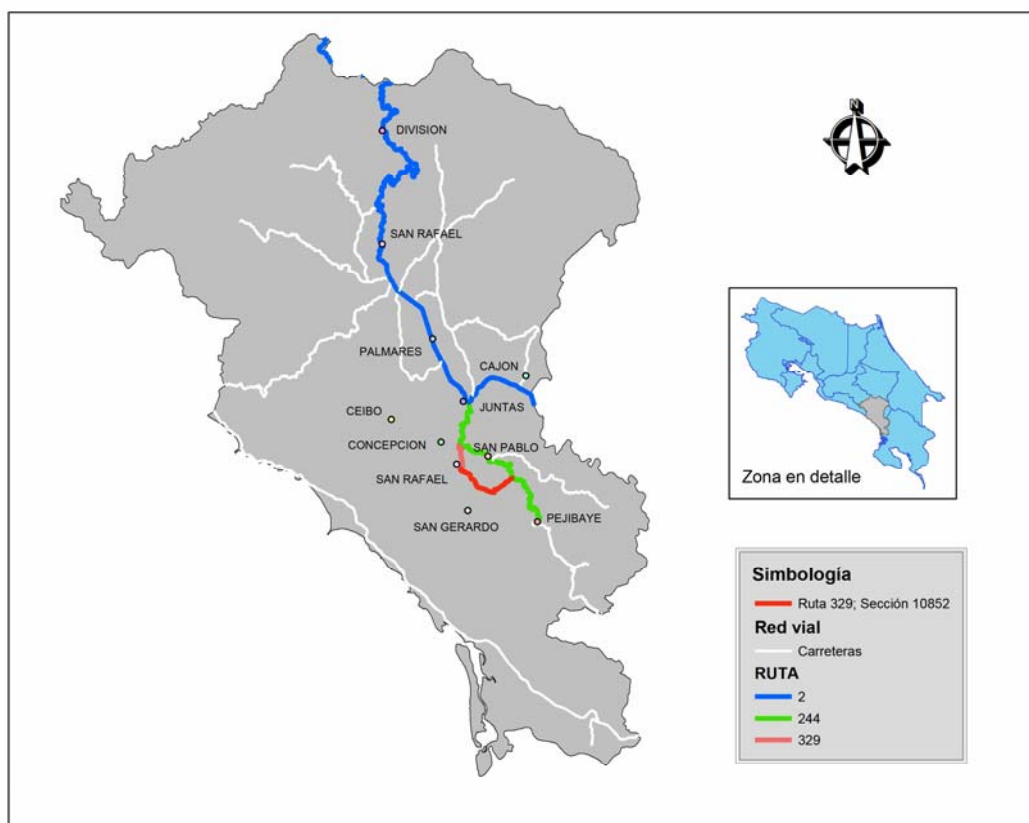 N
DIVISION
SAN RAFAEL
PALMARES
CAJON
JUNTAS
CEIBO
CONCEPCION
SAN PABLO
SAN RAFAEL
SAN GERARDO
PEJIBAYE
Zona en detalle
Simbología
Ruta 329; Sección 10852
Red vial
Carreteras
RUTA
2
244
329